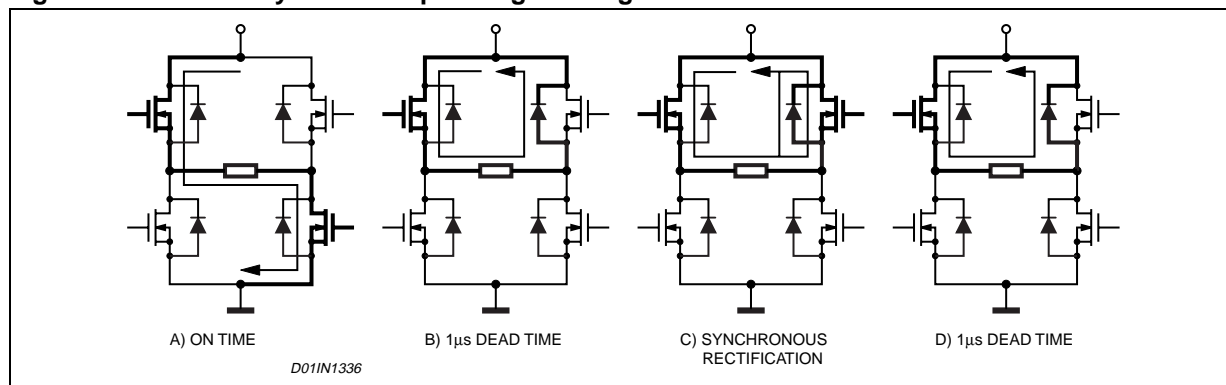 A) ON TIME
B) 1μs DEAD TIME
C) SYNCHRONOUS
RECTIFICATION
D) 1μs DEAD TIME
D01IN1336